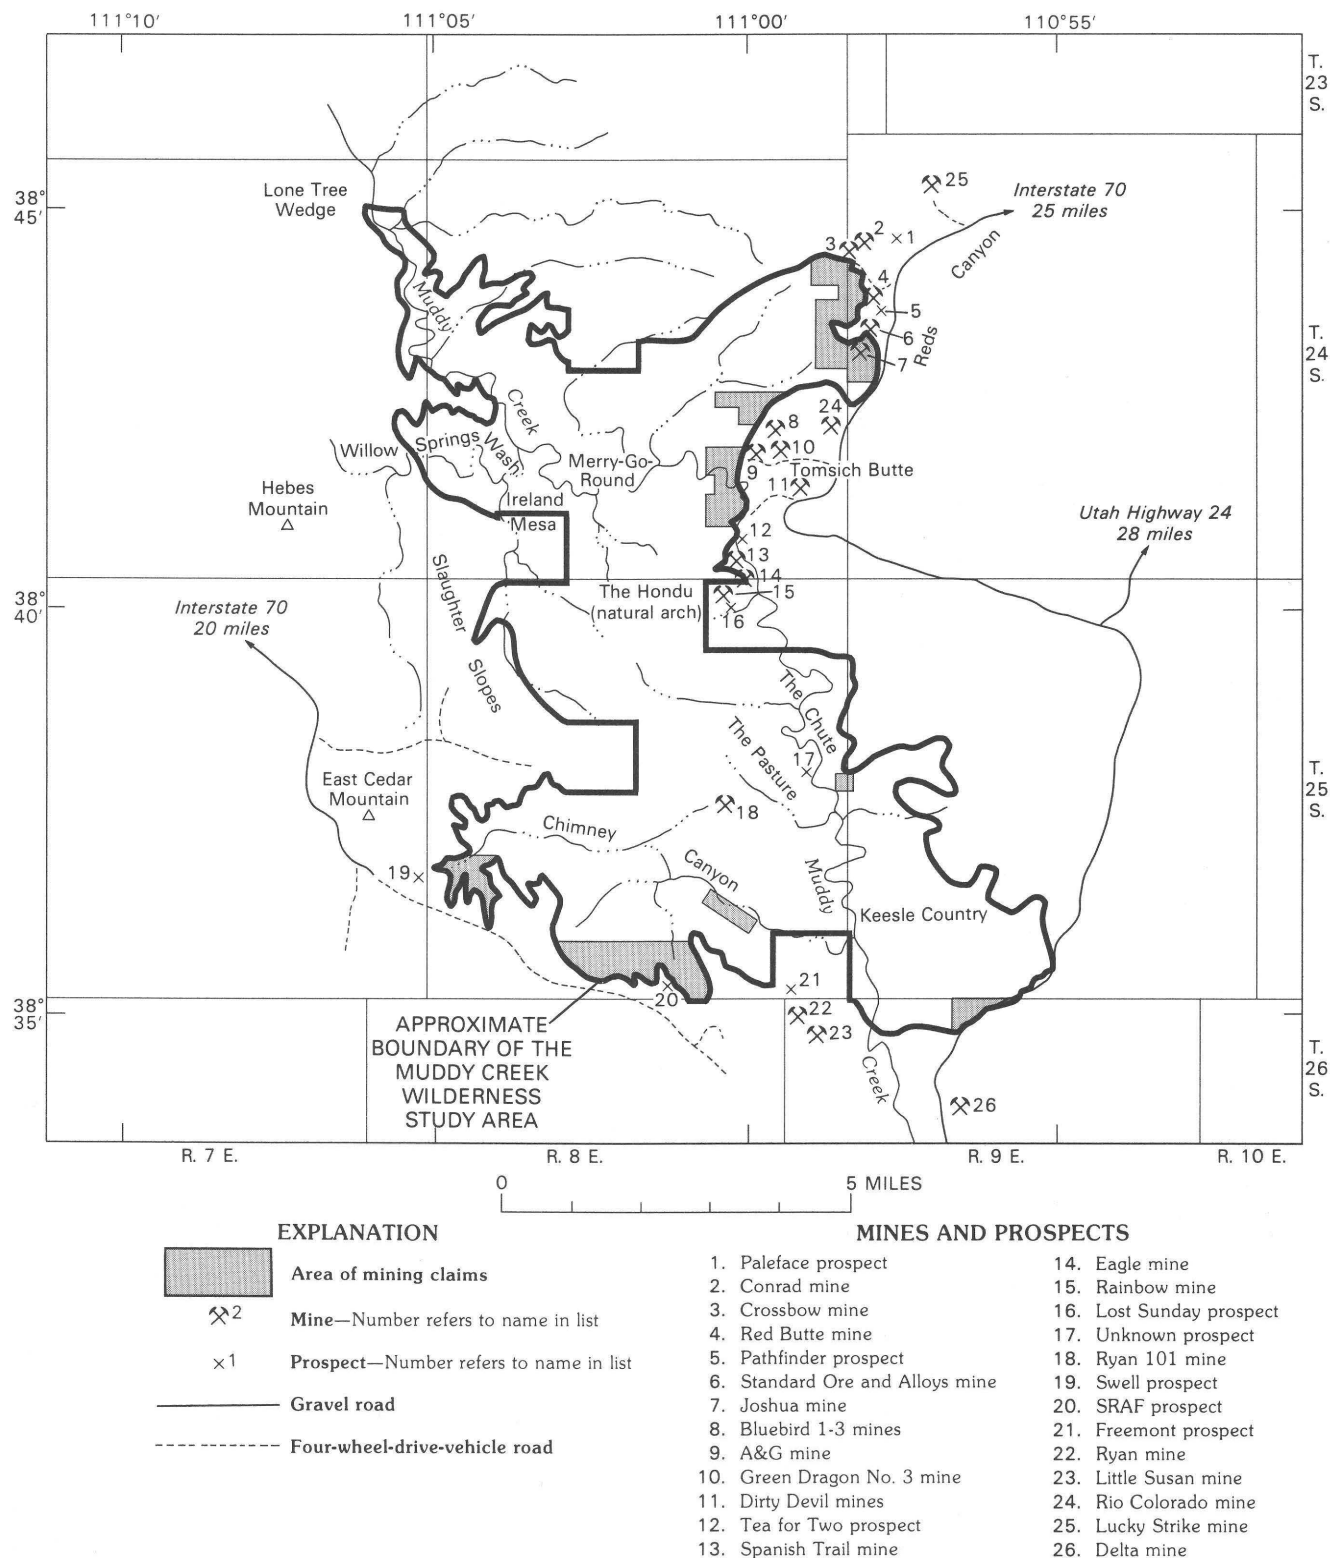 111°10′ 111°05′ 111°00′ 110°55′
T.
23
S.
38°
45′
Lone Tree
Wedge
25
Interstate 70
25 miles
3 2 1
Canyon
Muddy
4
5
6
7
Reds
T.
24
S.
Creek
24
8
Willow Springs Wash
Merry-Go-
Round
9
10
Tomsich Butte
11
Hebes
Mountain
Ireland
Mesa
Utah Highway 24
28 miles
12
13
14
15
16
Slaughter
Slopes
The Hondu
(natural arch)
38°
40′
Interstate 70
20 miles
The Chute
The Pasture
17
T.
25
S.
East Cedar
Mountain
18
Chimney
Canyon
19
Muddy
Keesle Country
20
21
22
23
38°
35′
APPROXIMATE
BOUNDARY OF THE
MUDDY CREEK
WILDERNESS
STUDY AREA
Creek
26
T.
26
S.
R. 7 E. R. 8 E. R. 9 E. R. 10 E.
0 5 MILES
EXPLANATION
Area of mining claims
2 Mine—Number refers to name in list
1 Prospect—Number refers to name in list
Gravel road
Four-wheel-drive-vehicle road
MINES AND PROSPECTS
1. Paleface prospect
2. Conrad mine
3. Crossbow mine
4. Red Butte mine
5. Pathfinder prospect
6. Standard Ore and Alloys mine
7. Joshua mine
8. Bluebird 1-3 mines
9. A&G mine
10. Green Dragon No. 3 mine
11. Dirty Devil mines
12. Tea for Two prospect
13. Spanish Trail mine
14. Eagle mine
15. Rainbow mine
16. Lost Sunday prospect
17. Unknown prospect
18. Ryan 101 mine
19. Swell prospect
20. SRAF prospect
21. Freemont prospect
22. Ryan mine
23. Little Susan mine
24. Rio Colorado mine
25. Lucky Strike mine
26. Delta mine